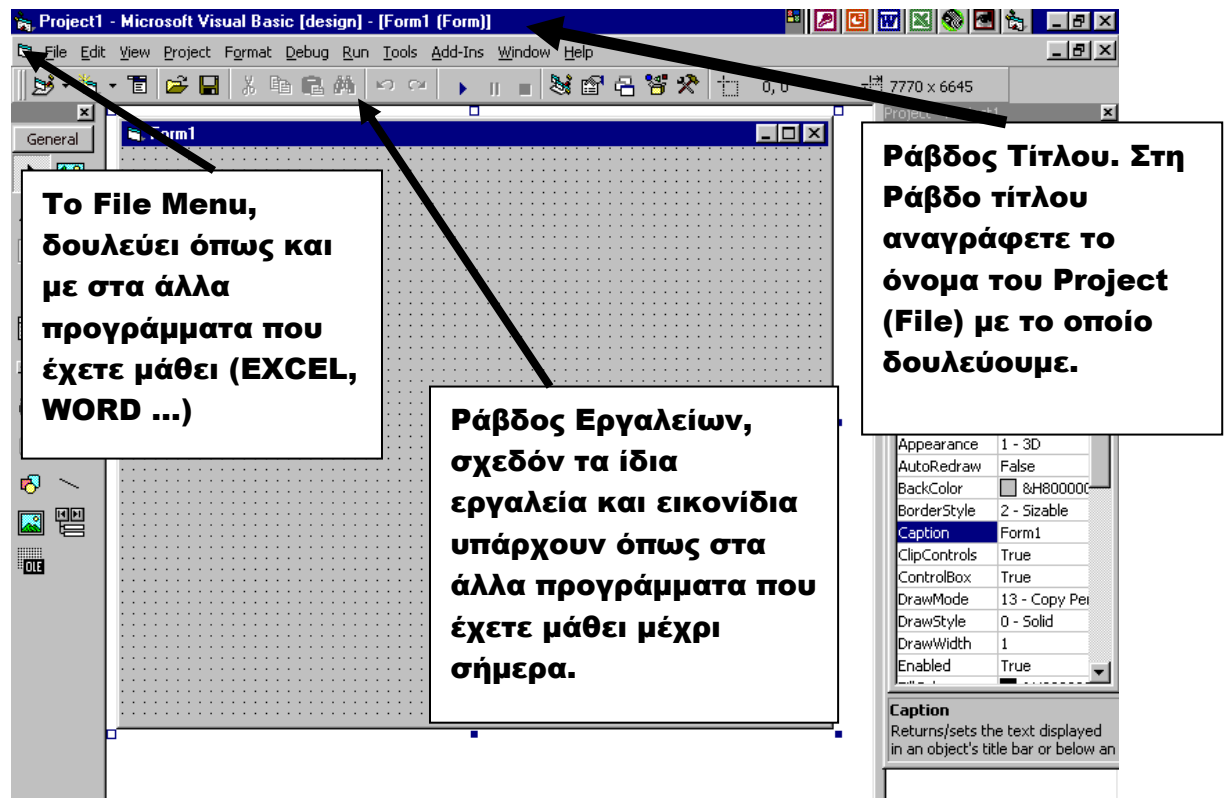 Project1 - Microsoft Visual Basic [design] - [Form1 (Form)]
File Edit View Project Format Debug Run Tools Add-Ins Window Help
0, 0 7770 x 6645
General
Form1
Το File Menu,
δουλεύει όπως και
με στα άλλα
προγράμματα που
έχετε μάθει (EXCEL,
WORD ...)
Ράβδος Εργαλείων,
σχεδόν τα ίδια
εργαλεία και εικονίδια
υπάρχουν όπως στα
άλλα προγράμματα που
έχετε μάθει μέχρι
σήμερα.
Ράβδος Τίτλου. Στη
Ράβδο τίτλου
αναγράφετε το
όνομα του Project
(File) με το οποίο
δουλεύουμε.
Appearance 1 - 3D
AutoRedraw False
BackColor &H800000
BorderStyle 2 - Sizable
Caption Form1
ClipControls True
ControlBox True
DrawMode 13 - Copy Pe
DrawStyle 0 - Solid
DrawWidth 1
Enabled True
Caption
Returns/sets the text displayed
in an object's title bar or below an
OLE